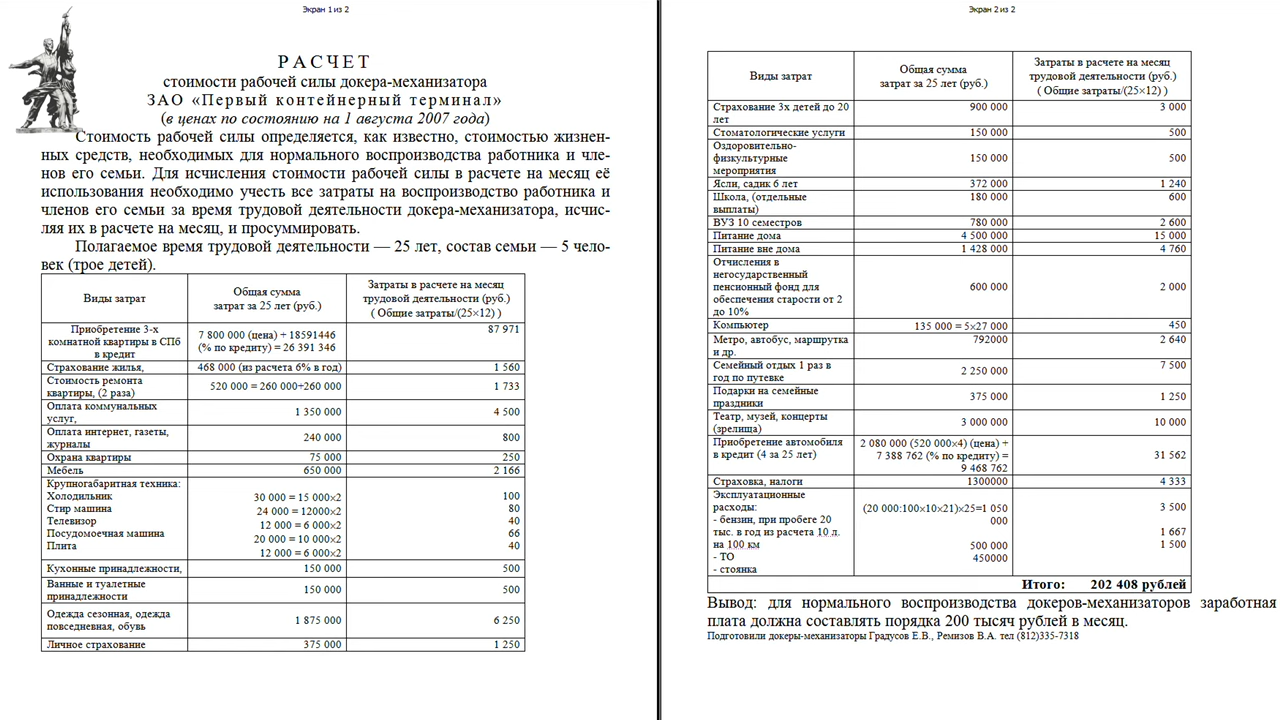 Экран 1 из 2
Р А С Ч Е Т
стоимости рабочей силы докера-механизатора
ЗАО «Первый контейнерный терминал»
(в ценах по состоянию на 1 августа 2007 года)
Стоимость рабочей силы определяется, как известно, стоимостью жизнен-
ных средств, необходимых для нормального воспроизводства работника и чле-
нов его семьи. Для исчисления стоимости рабочей силы в расчете на месяц её
использования необходимо учесть все затраты на воспроизводство работника и
членов его семьи за время трудовой деятельности докера-механизатора, исчис-
ляя их в расчете на месяц, и просуммировать.
Полагаемое время трудовой деятельности — 25 лет, состав семьи — 5 чело-
век (трое детей).
Виды затрат
Общая сумма
затрат за 25 лет (руб.)
Затраты в расчете на месяц
трудовой деятельности (руб.)
( Общие затраты/(25×12) )
Приобретение 3-х
комнатной квартиры в СПб
в кредит
7 800 000 (цена) + 18591446
(% по кредиту) = 26 391 346
87 971
Страхование жилья, 468 000 (из расчета 6% в год) 1 560
Стоимость ремонта
квартиры, (2 раза)
520 000 = 260 000+260 000 1 733
Оплата коммунальных
услуг,
1 350 000 4 500
Оплата интернет, газеты,
журналы
240 000 800
Охрана квартиры 75 000 250
Мебель 650 000 2 166
Крупногабаритная техника:
Холодильник 30 000 = 15 000×2 100
Стир машина 24 000 = 12000×2 80
Телевизор 12 000 = 6 000×2 40
Посудомоечная машина 20 000 = 10 000×2 66
Плита 12 000 = 6 000×2 40
Кухонные принадлежности, 150 000 500
Ванные и туалетные
принадлежности
150 000 500
Одежда сезонная, одежда
повседневная, обувь
1 875 000 6 250
Личное страхование 375 000 1 250
Экран 2 из 2
Виды затрат
Общая сумма
затрат за 25 лет (руб.)
Затраты в расчете на месяц
трудовой деятельности (руб.)
( Общие затраты/(25×12) )
Страхование 3х детей до 20
лет
900 000 3 000
Стоматологические услуги 150 000 500
Оздоровительно-
физкультурные
мероприятия
150 000 500
Ясли, садик 6 лет 372 000 1 240
Школа, (отдельные
выплаты)
180 000 600
ВУЗ 10 семестров 780 000 2 600
Питание дома 4 500 000 15 000
Питание вне дома 1 428 000 4 760
Отчисления в
негосударственный
пенсионный фонд для
обеспечения старости от 2
до 10%
600 000 2 000
Компьютер 135 000 = 5×27 000 450
Метро, автобус, маршрутка
и др.
792000 2 640
Семейный отдых 1 раз в
год по путевке
2 250 000 7 500
Подарки на семейные
праздники
375 000 1 250
Театр, музей, концерты
(зрелища)
3 000 000 10 000
Приобретение автомобиля
в кредит (4 за 25 лет)
2 080 000 (520 000×4) (цена) +
7 388 762 (% по кредиту) =
9 468 762
31 562
Страховка, налоги 1300000 4 333
Эксплуатационные
расходы:
- бензин, при пробеге 20
тыс. в год из расчета 10 л.
на 100 км
- ТО
- стоянка
(20 000:100×10×21)×25=1 050
000
500 000
450000
3 500
1 667
1 500
Итого: 202 408 рублей
Вывод: для нормального воспроизводства докеров-механизаторов заработная
плата должна составлять порядка 200 тысяч рублей в месяц.
Подготовили докеры-механизаторы Градусов Е.В., Ремизов В.А. тел (812)335-7318